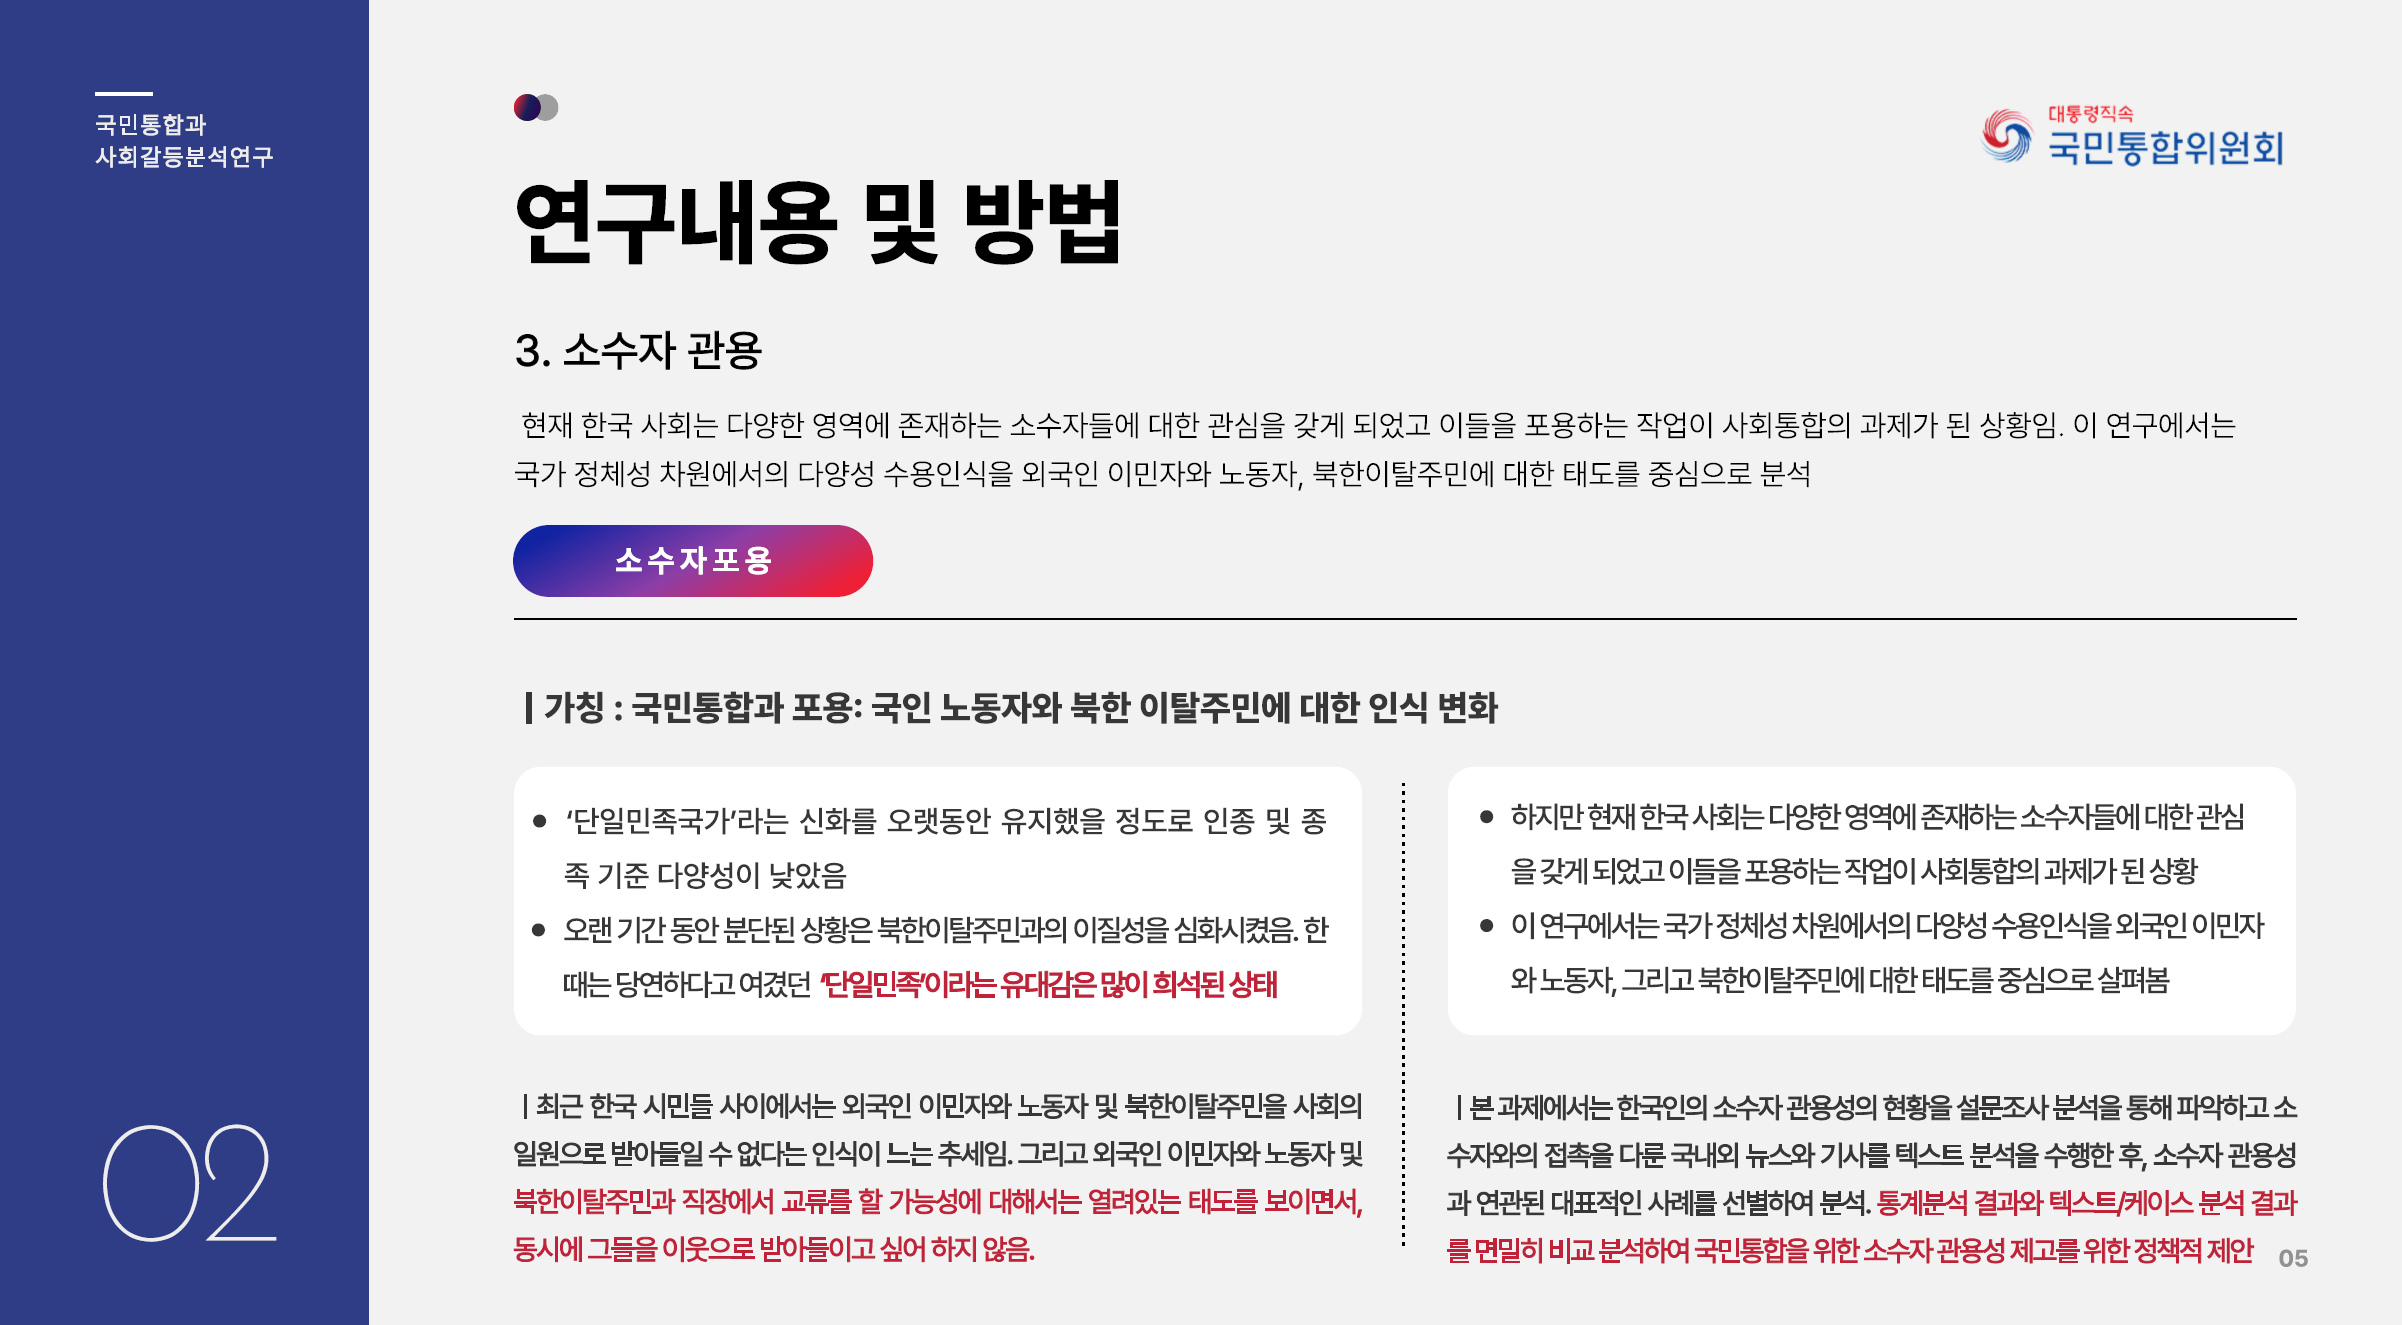 국민통합과
사회갈등분석연구
대통령직속
국민통합위원회
연구내용 및 방법
3. 소수자 관용
현재 한국 사회는 다양한 영역에 존재하는 소수자들에 대한 관심을 갖게 되었고 이들을 포용하는 작업이 사회통합의 과제가 된 상황임. 이 연구에서는
국가 정체성 차원에서의 다양성 수용인식을 외국인 이민자와 노동자, 북한이탈주민에 대한 태도를 중심으로 분석
소수자포용
ㅣ가칭 : 국민통합과 포용: 국인 노동자와 북한 이탈주민에 대한 인식 변화
● ‘단일민족국가’라는 신화를 오랫동안 유지했을 정도로 인종 및 종
족 기준 다양성이 낮았음
● 오랜 기간 동안 분단된 상황은 북한이탈주민과의 이질성을 심화시켰음. 한
때는 당연하다고 여겼던 ‘단일민족’이라는 유대감은 많이 희석된 상태
ㅣ최근 한국 시민들 사이에서는 외국인 이민자와 노동자 및 북한이탈주민을 사회의
일원으로 받아들일 수 없다는 인식이 느는 추세임. 그리고 외국인 이민자와 노동자 및
북한이탈주민과 직장에서 교류를 할 가능성에 대해서는 열려있는 태도를 보이면서,
동시에 그들을 이웃으로 받아들이고 싶어 하지 않음.
● 하지만 현재 한국 사회는 다양한 영역에 존재하는 소수자들에 대한 관심
을 갖게 되었고 이들을 포용하는 작업이 사회통합의 과제가 된 상황
● 이 연구에서는 국가 정체성 차원에서의 다양성 수용인식을 외국인 이민자
와 노동자, 그리고 북한이탈주민에 대한 태도를 중심으로 살펴봄
ㅣ본 과제에서는 한국인의 소수자 관용성의 현황을 설문조사 분석을 통해 파악하고 소
수자와의 접촉을 다룬 국내외 뉴스와 기사를 텍스트 분석을 수행한 후, 소수자 관용성
과 연관된 대표적인 사례를 선별하여 분석. 통계분석 결과와 텍스트/케이스 분석 결과
를 면밀히 비교 분석하여 국민통합을 위한 소수자 관용성 제고를 위한 정책적 제안
02
05